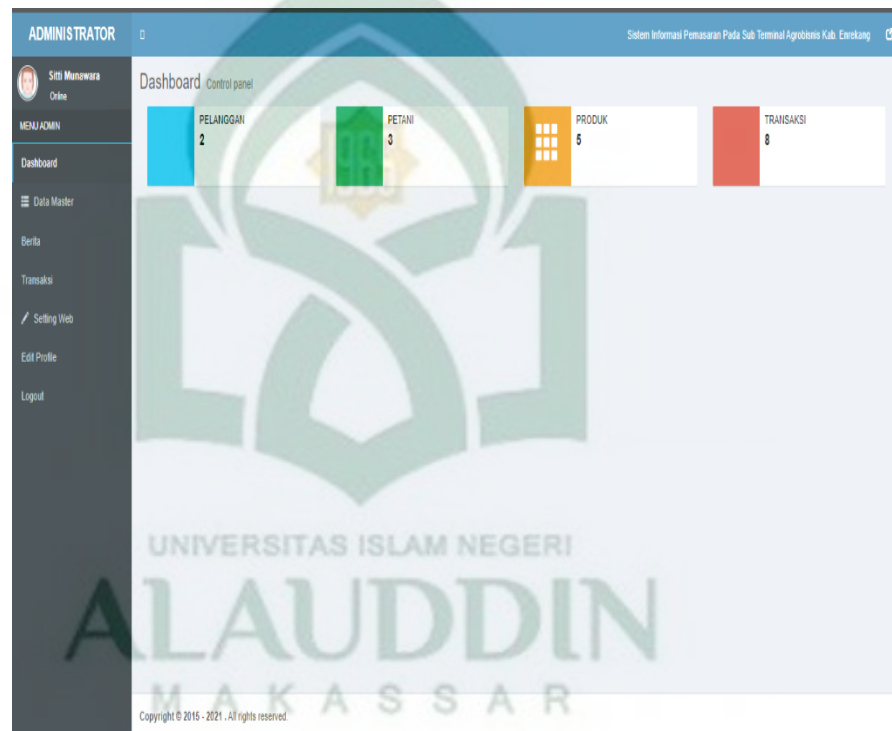 ADMINISTRATOR
Sistem Informasi Pemasaran Pada Sub Terminal Agrobisnis Kab. Enrekang
Sitti Munawara
Online
MENU ADMIN
Dashboard
Data Master
Berita
Transaksi
Setting Web
Edit Profile
Logout
Dashboard Control panel
PELANGGAN
2
PETANI
3
PRODUK
5
TRANSAKSI
8
UNIVERSITAS ISLAM NEGERI
ALAUDDIN
MAKASSAR
Copyright © 2015 - 2021 . All rights reserved.